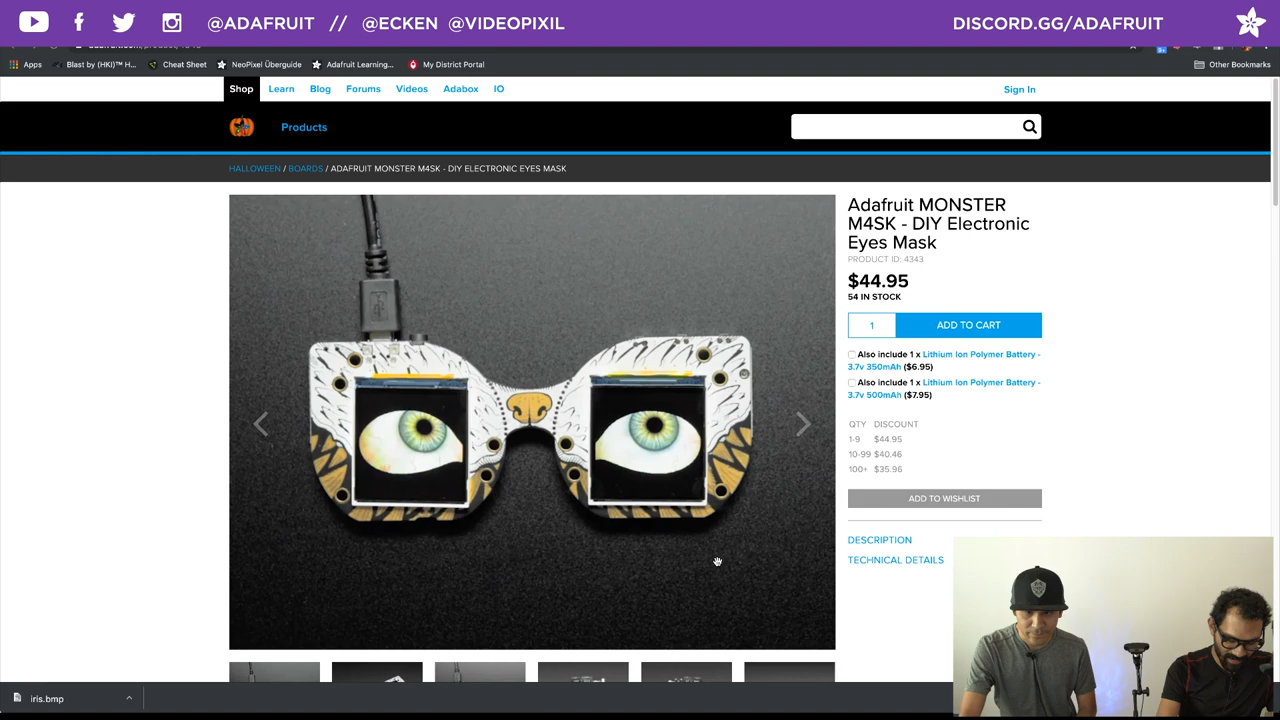 @ADAFRUIT // @ECKEN @VIDEOPIXIL
DISCORD.GG/ADAFRUIT
Apps
Blast by (HKI)™ H...
Cheat Sheet
NeoPixel Überguide
Adafruit Learning...
My District Portal
Other Bookmarks
Shop
Learn
Blog
Forums
Videos
Adabox
IO
Sign In
Products
HALLOWEEN / BOARDS / ADAFRUIT MONSTER M4SK - DIY ELECTRONIC EYES MASK
Adafruit MONSTER
M4SK - DIY Electronic
Eyes Mask
PRODUCT ID: 4343
$44.95
54 IN STOCK
1
ADD TO CART
Also include 1 x Lithium Ion Polymer Battery -
3.7v 350mAh ($6.95)
Also include 1 x Lithium Ion Polymer Battery -
3.7v 500mAh ($7.95)
QTY DISCOUNT
1-9 $44.95
10-99 $40.46
100+ $35.96
ADD TO WISHLIST
DESCRIPTION
TECHNICAL DETAILS
iris.bmp